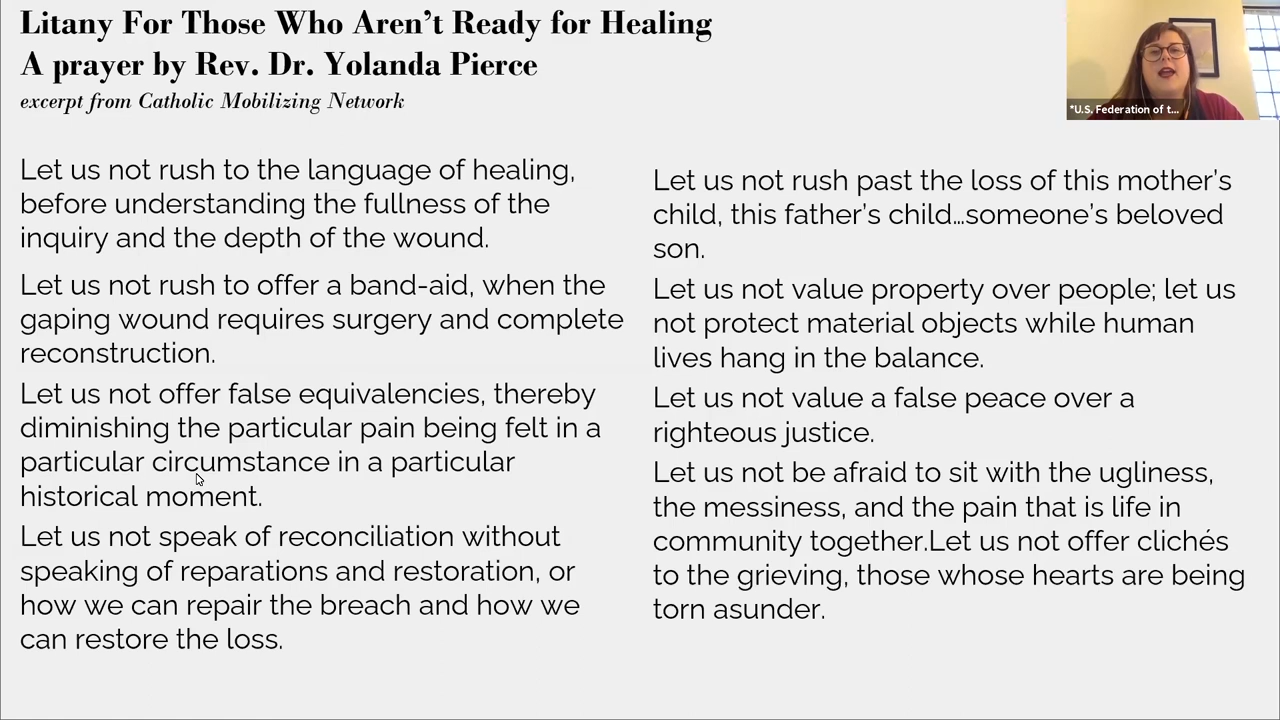 Litany For Those Who Aren’t Ready for Healing
A prayer by Rev. Dr. Yolanda Pierce
excerpt from Catholic Mobilizing Network
Let us not rush to the language of healing,
before understanding the fullness of the
inquiry and the depth of the wound.
Let us not rush to offer a band-aid, when the
gaping wound requires surgery and complete
reconstruction.
Let us not offer false equivalencies, thereby
diminishing the particular pain being felt in a
particular circumstance in a particular
historical moment.
Let us not speak of reconciliation without
speaking of reparations and restoration, or
how we can repair the breach and how we
can restore the loss.
Let us not rush past the loss of this mother’s
child, this father’s child…someone’s beloved
son.
Let us not value property over people; let us
not protect material objects while human
lives hang in the balance.
Let us not value a false peace over a
righteous justice.
Let us not be afraid to sit with the ugliness,
the messiness, and the pain that is life in
community together.Let us not offer clichés
to the grieving, those whose hearts are being
torn asunder.
*U.S. Federation of t...